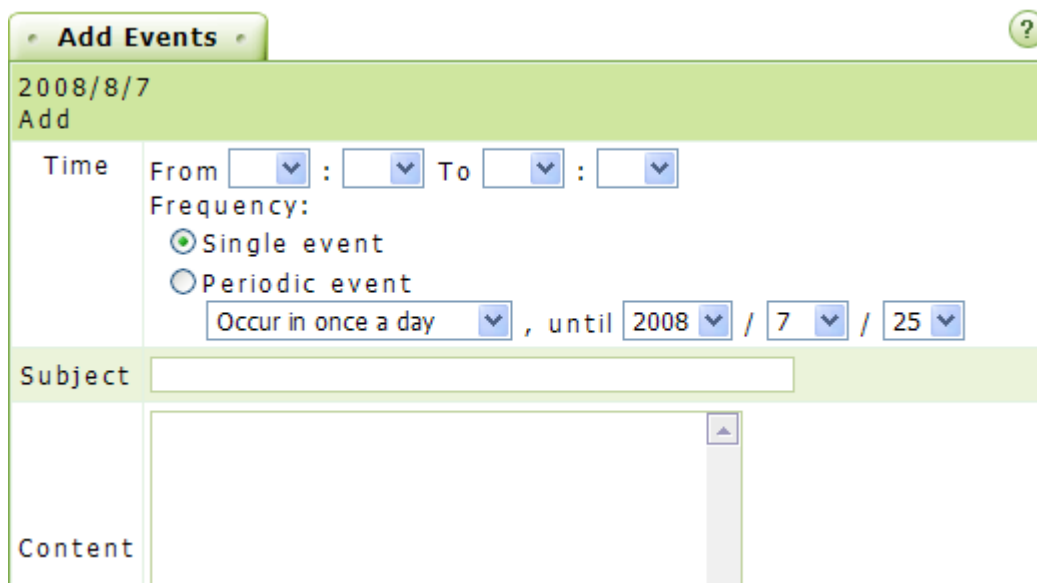 Add Events
?
2008/8/7
Add
Time
From : To :
Frequency:
Single event
Periodic event
Occur in once a day , until 2008 / 7 / 25
Subject
Content